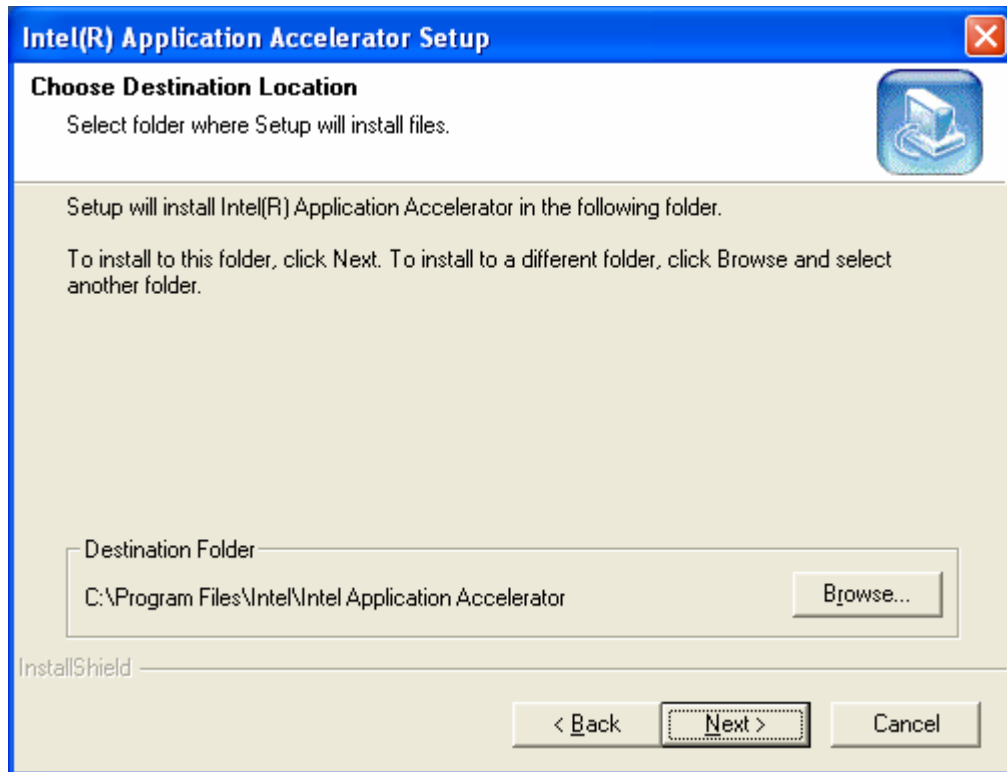 Intel(R) Application Accelerator Setup
Choose Destination Location
Select folder where Setup will install files.
Setup will install Intel(R) Application Accelerator in the following folder.
To install to this folder, click Next. To install to a different folder, click Browse and select
another folder.
Destination Folder
C:\Program Files\Intel\Intel Application Accelerator
Browse...
InstallShield
< Back
Next >
Cancel